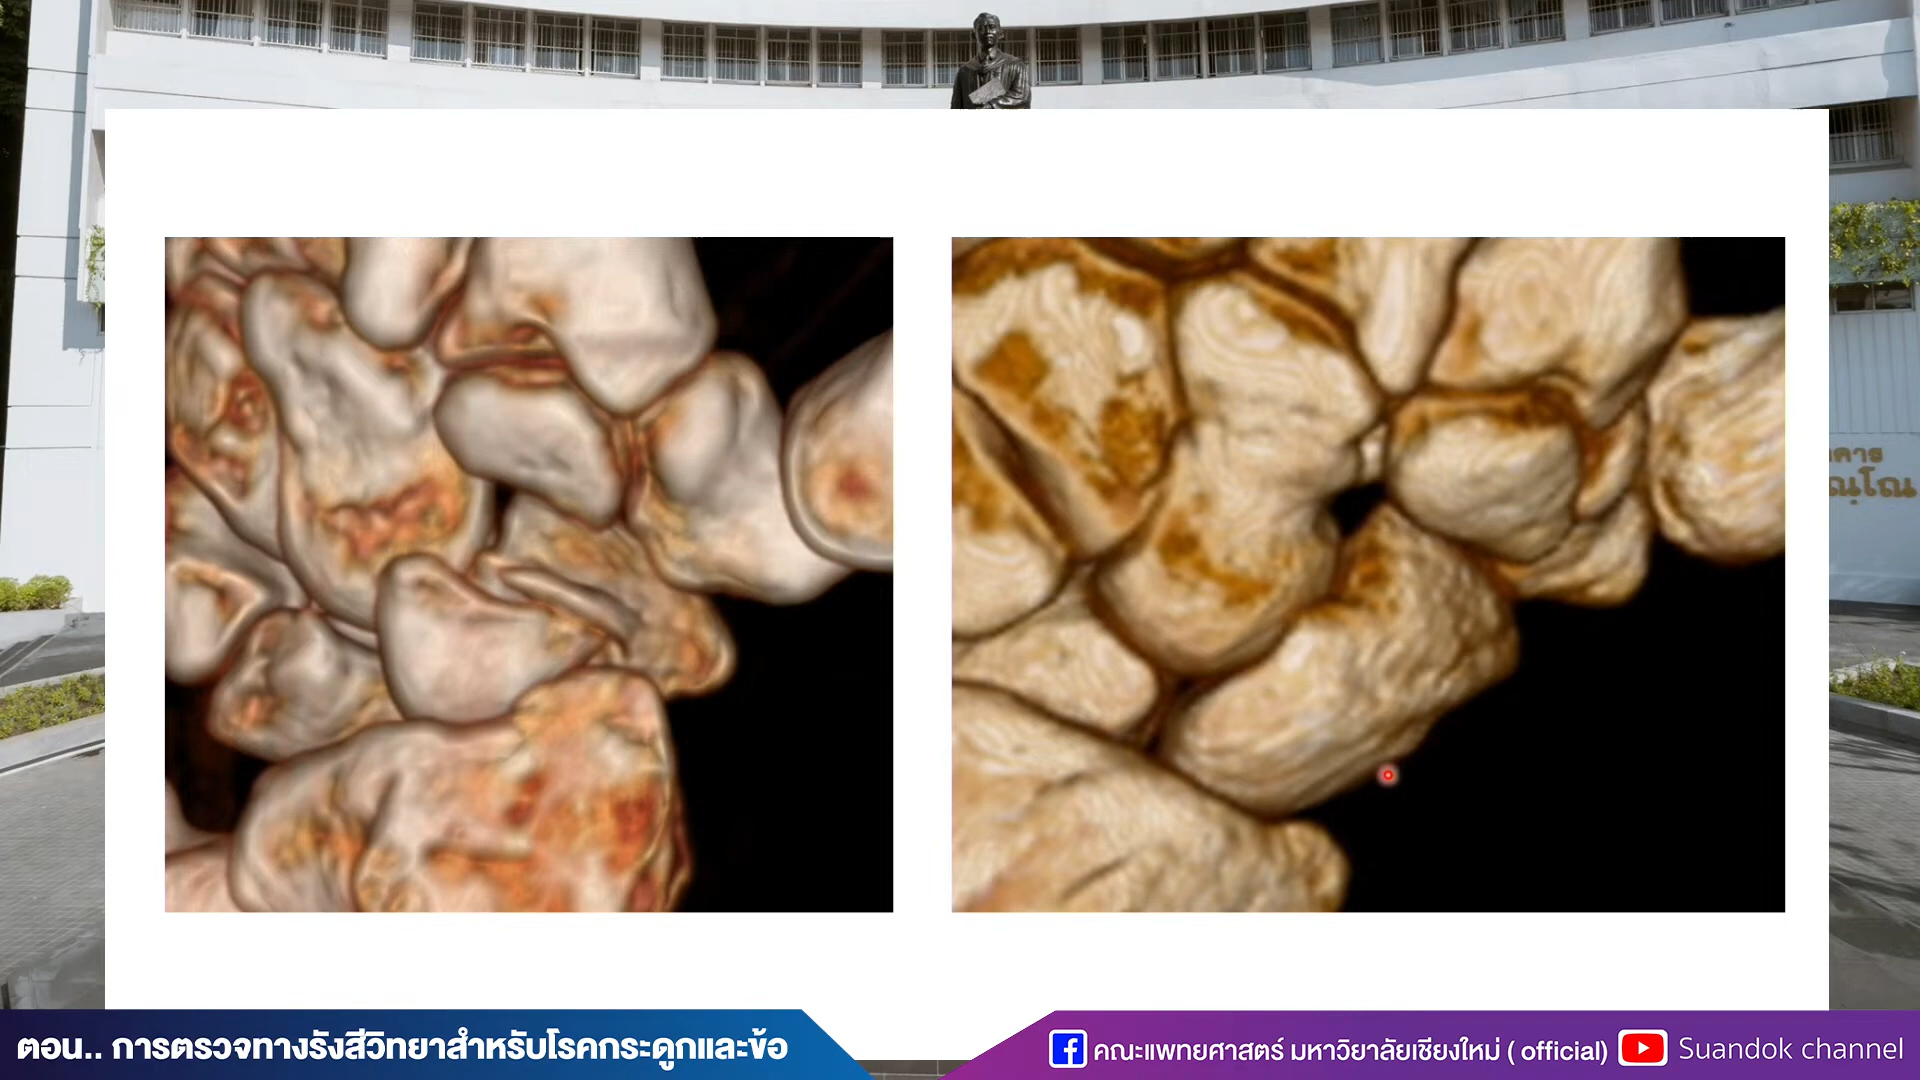 ตอน.. การตรวจทางรังสีวิทยาสำหรับโรคกระดูกและข้อ
คณะแพทยศาสตร์ มหาวิทยาลัยเชียงใหม่ ( official)
Suandok channel